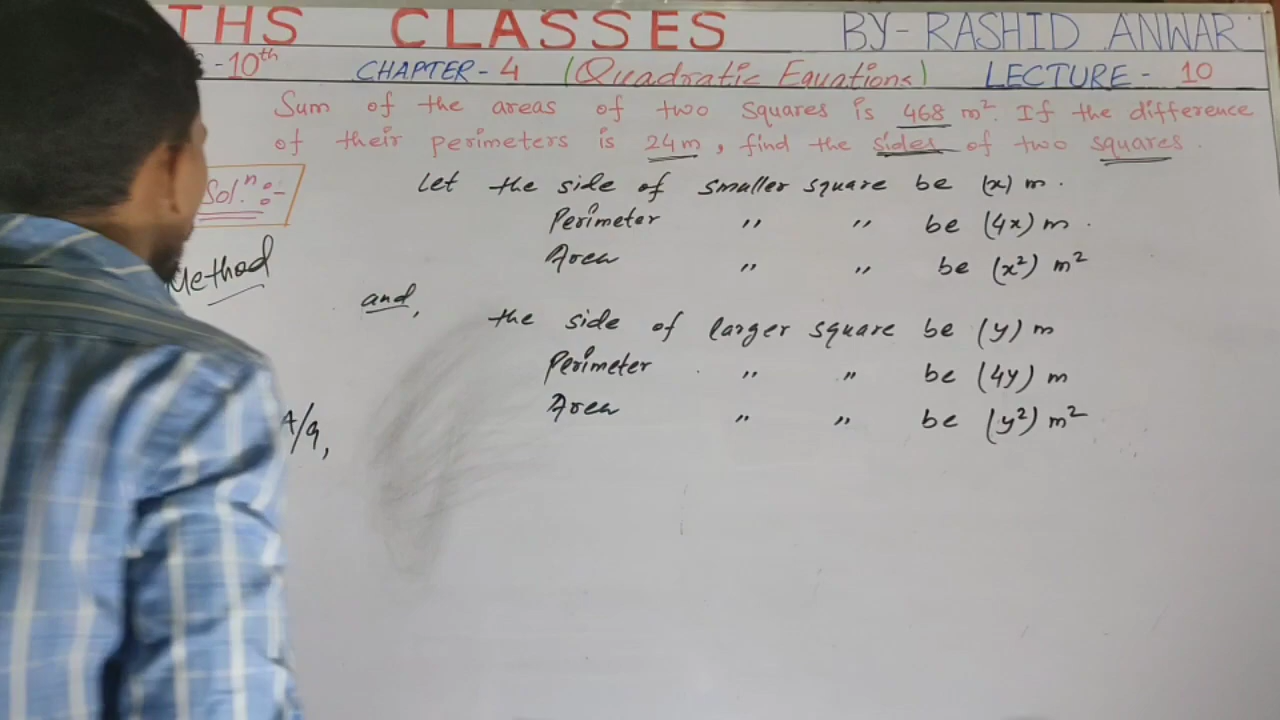 THS CLASSES BY- RASHID ANWAR
-10th CHAPTER - 4 (Quadratic Equations) LECTURE - 10
Sum of the areas of two squares is 468 m². If the difference
of their perimeters is 24m, find the sides of two squares.
Sol.ⁿ :-
Let the side of smaller square be (x) m.
Perimeter ,, ,, be (4x) m.
Area ,, ,, be (x²) m²
Method
and,
the side of larger square be (y) m
Perimeter ,, ,, be (4y) m
Area ,, ,, be (y²) m²
A/q,